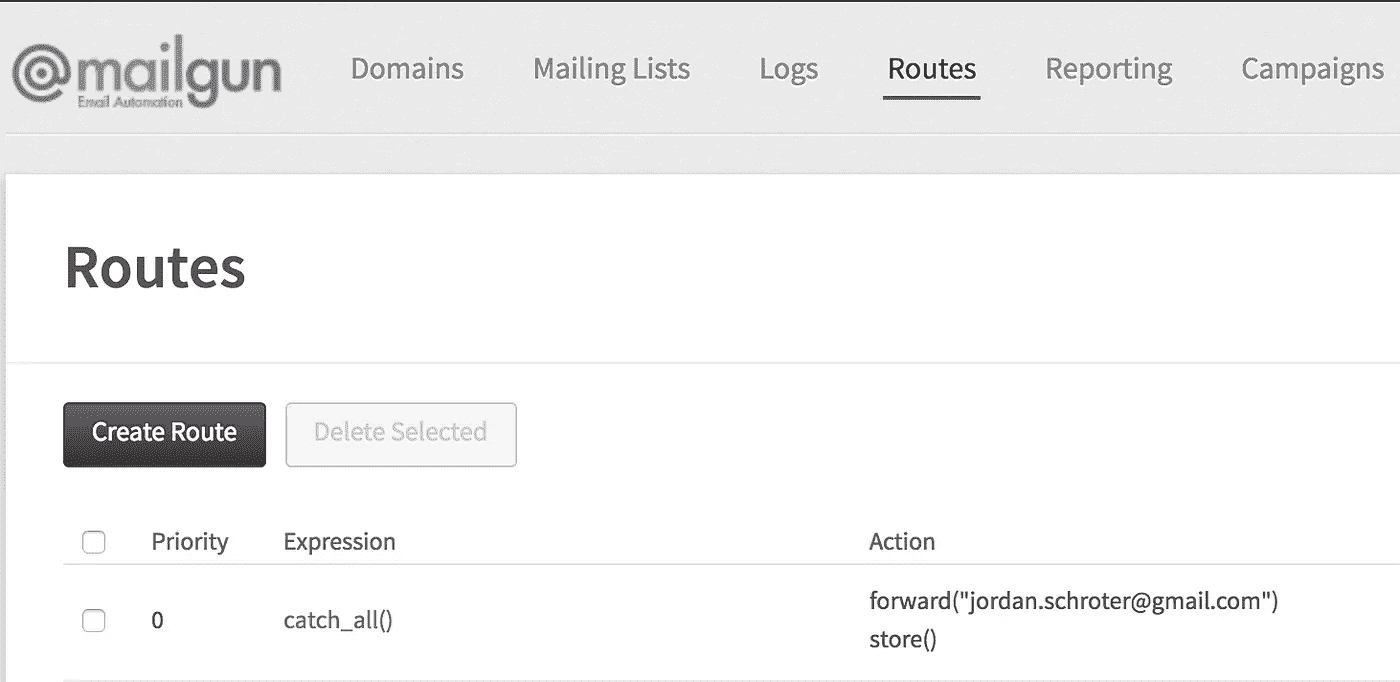 @mailgun
Email Automation
Domains Mailing Lists Logs Routes Reporting Campaigns
Routes
Create Route Delete Selected
Priority Expression Action
0 catch_all() forward("jordan.schroter@gmail.com")
store()